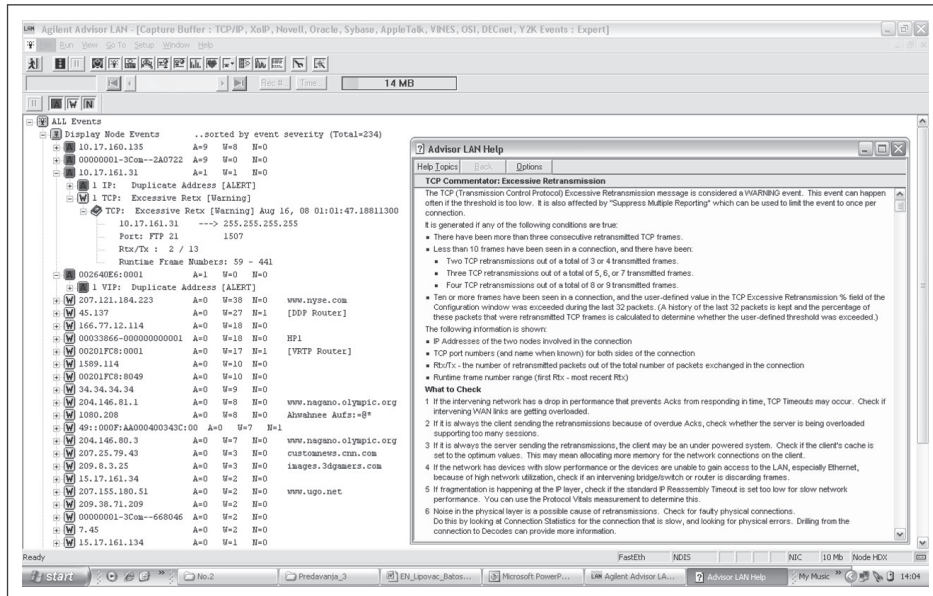 Agilent Advisor LAN - [Capture Buffer : TCP/IP, XoIP, Novell, Oracle, Sybase, AppleTalk, VINES, OSI, DECnet, Y2K Events : Expert]
Run View Go To Setup Window Help
Rec #... Time... 14 MB
A W N
ALL Events
Display Node Events ..sorted by event severity (Total=234)
10.17.160.135 A=9 W=8 N=0
00000001-3Com--2A0722 A=9 W=0 N=0
10.17.161.31 A=1 W=1 N=0
1 IP: Duplicate Address [ALERT]
W 1 TCP: Excessive Retx [Warning]
TCP: Excessive Retx [Warning] Aug 16, 08 01:01:47.18811300
10.17.161.31 ---> 255.255.255.255
Port: FTP 21 1507
Rtx/Tx : 2 / 13
Runtime Frame Numbers: 59 - 441
002640E6:0001 A=1 W=0 N=0
1 VIP: Duplicate Address [ALERT]
W 207.121.184.223 A=0 W=38 N=0 www.nyse.com
W 45.137 A=0 W=27 N=1 [DDP Router]
W 166.77.12.114 A=0 W=18 N=0
W 00033866-000000000001 A=0 W=18 N=0 HP1
W 00201FC8:0001 A=0 W=17 N=1 [VRTP Router]
W 1589.114 A=0 W=10 N=0
W 00201FC8:8049 A=0 W=10 N=0
W 34.34.34.34 A=0 W=9 N=0
W 204.146.81.1 A=0 W=8 N=0 www.nagano.olympic.org
W 1080.208 A=0 W=8 N=0 Ahwahnee Aufs:=@*
W 49::000F:AA000400343C:00 A=0 W=7 N=1
W 204.146.80.3 A=0 W=7 N=0 www.nagano.olympic.org
W 207.25.79.43 A=0 W=3 N=0 customnews.cnn.com
W 209.8.3.25 A=0 W=3 N=0 images.3dgamers.com
W 15.17.161.34 A=0 W=2 N=0
W 207.155.180.51 A=0 W=2 N=0 www.ugo.net
W 209.38.71.209 A=0 W=2 N=0
W 00000001-3Com--668046 A=0 W=2 N=0
W 7.45 A=0 W=2 N=0
W 15.17.161.134 A=0 W=1 N=0
Advisor LAN Help
Help Topics Back Options
TCP Commentator: Excessive Retransmission
The TCP (Transmission Control Protocol) Excessive Retransmission message is considered a WARNING event. This event can happen
often if the threshold is too low. It is also affected by "Suppress Multiple Reporting" which can be used to limit the event to once per
connection.
It is generated if any of the following conditions are true:
▪ There have been more than three consecutive retransmitted TCP frames.
▪ Less than 10 frames have been seen in a connection, and there have been:
▪ Two TCP retransmissions out of a total of 3 or 4 transmitted frames.
▪ Three TCP retransmissions out of a total of 5, 6, or 7 transmitted frames.
▪ Four TCP retransmissions out of a total of 8 or 9 transmitted frames.
▪ Ten or more frames have been seen in a connection, and the user-defined value in the TCP Excessive Retransmission % field of the
Configuration window was exceeded during the last 32 packets. (A history of the last 32 packets is kept and the percentage of
these packets that were retransmitted TCP frames is calculated to determine whether the user-defined threshold was exceeded.)
The following information is shown:
▪ IP Addresses of the two nodes involved in the connection
▪ TCP port numbers (and name when known) for both sides of the connection
▪ Rtx/Tx - the number of retransmitted packets out of the total number of packets exchanged in the connection
▪ Runtime frame number range (first Rtx - most recent Rtx)
What to Check
1 If the intervening network has a drop in performance that prevents Acks from responding in time, TCP Timeouts may occur. Check if
intervening WAN links are getting overloaded.
2 If it is always the client sending the retransmissions because of overdue Acks, check whether the server is being overloaded
supporting too many sessions.
3 If it is always the server sending the retransmissions, the client may be an under powered system. Check if the client's cache is
set to the optimum values. This may mean allocating more memory for the network connections on the client.
4 If the network has devices with slow performance or the devices are unable to gain access to the LAN, especially Ethernet,
because of high network utilization, check if an intervening bridge/switch or router is discarding frames.
5 If fragmentation is happening at the IP layer, check if the standard IP Reassembly Timeout is set too low for slow network
performance. You can use the Protocol Vitals measurement to determine this.
6 Noise in the physical layer is a possible cause of retransmissions. Check for faulty physical connections.
Do this by looking at Connection Statistics for the connection that is slow, and looking for physical errors. Drilling from the
connection to Decodes can provide more information.
Ready FastEth NDIS NIC 10 Mb Node HDX
start No.2 Predavanja_3 EN_Lipovac_Batos... Microsoft PowerP... Agilent Advisor LA... Advisor LAN Help My Music 14:04